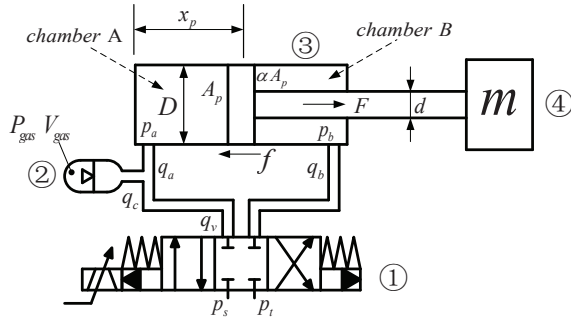 x_p
chamber A
③
chamber B
D
A_p
αA_p
F
d
m
④
P_gas V_gas
p_a
p_b
②
q_a
f
q_b
q_c
q_v
①
p_s
p_t